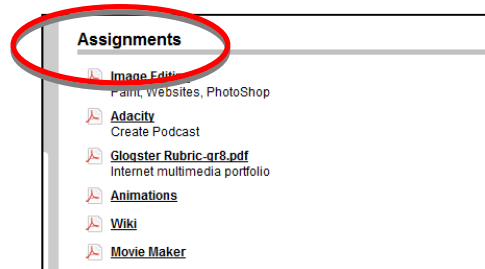 Assignments
Image Editing
Paint, Websites, PhotoShop
Adacity
Create Podcast
Glogster Rubric-gr8.pdf
Internet multimedia portfolio
Animations
Wiki
Movie Maker